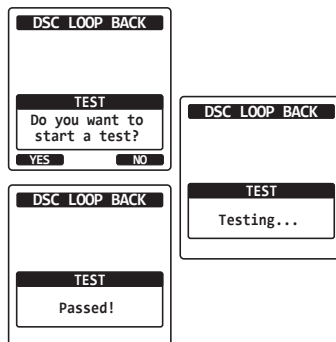 DSC LOOP BACK
TEST
Do you want to
start a test?
YES NO
DSC LOOP BACK
TEST
Testing...
DSC LOOP BACK
TEST
Passed!